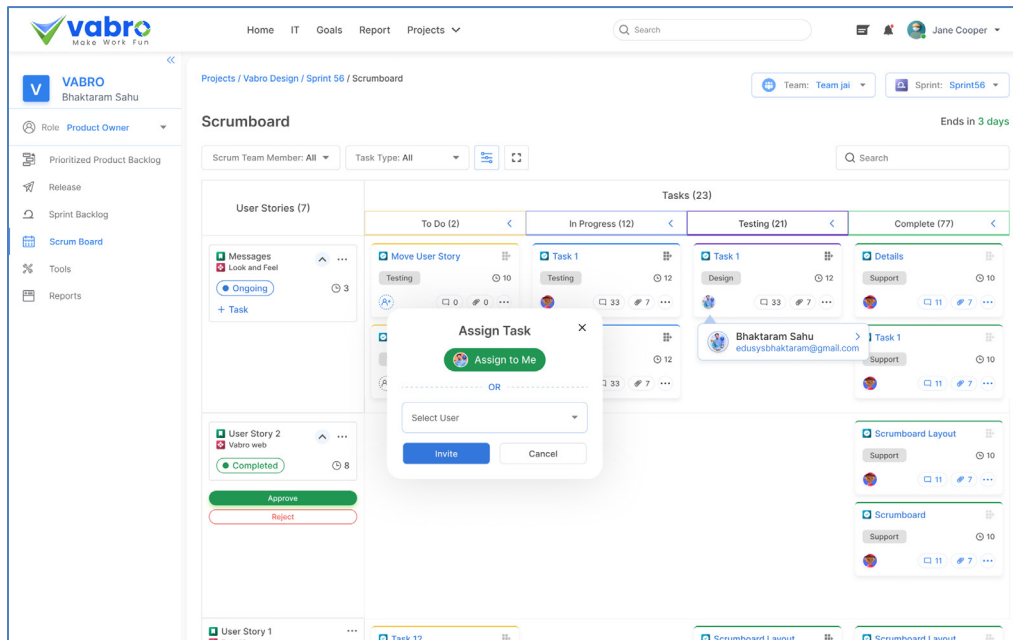 vabro
Make Work Fun
Home IT Goals Report Projects
Search
Jane Cooper
V
VABRO
Bhaktaram Sahu
Role Product Owner
Prioritized Product Backlog
Release
Sprint Backlog
Scrum Board
Tools
Reports
Projects / Vabro Design / Sprint 56 / Scrumboard
Team: Team jai
Sprint: Sprint56
Scrumboard
Ends in 3 days
Scrum Team Member: All
Task Type: All
Search
User Stories (7)
Tasks (23)
To Do (2)
In Progress (12)
Testing (21)
Complete (77)
Messages
Look and Feel
Ongoing 3
+ Task
Move User Story
Testing 10
0 0
Task 1
Testing 12
33 7
Task 1
Design 12
33 7
Details
Support 10
11 7
Assign Task
Assign to Me
OR
Select User
Invite Cancel
12
33 7
Bhaktaram Sahu
edusysbhaktaram@gmail.com
Task 1
Support 10
11 7
User Story 2
Vabro web
Completed 8
Approve
Reject
Scrumboard Layout
Support 10
11 7
Scrumboard
Support 10
11 7
User Story 1
Task 12
Scrumboard Layout
Scrumboard Layout